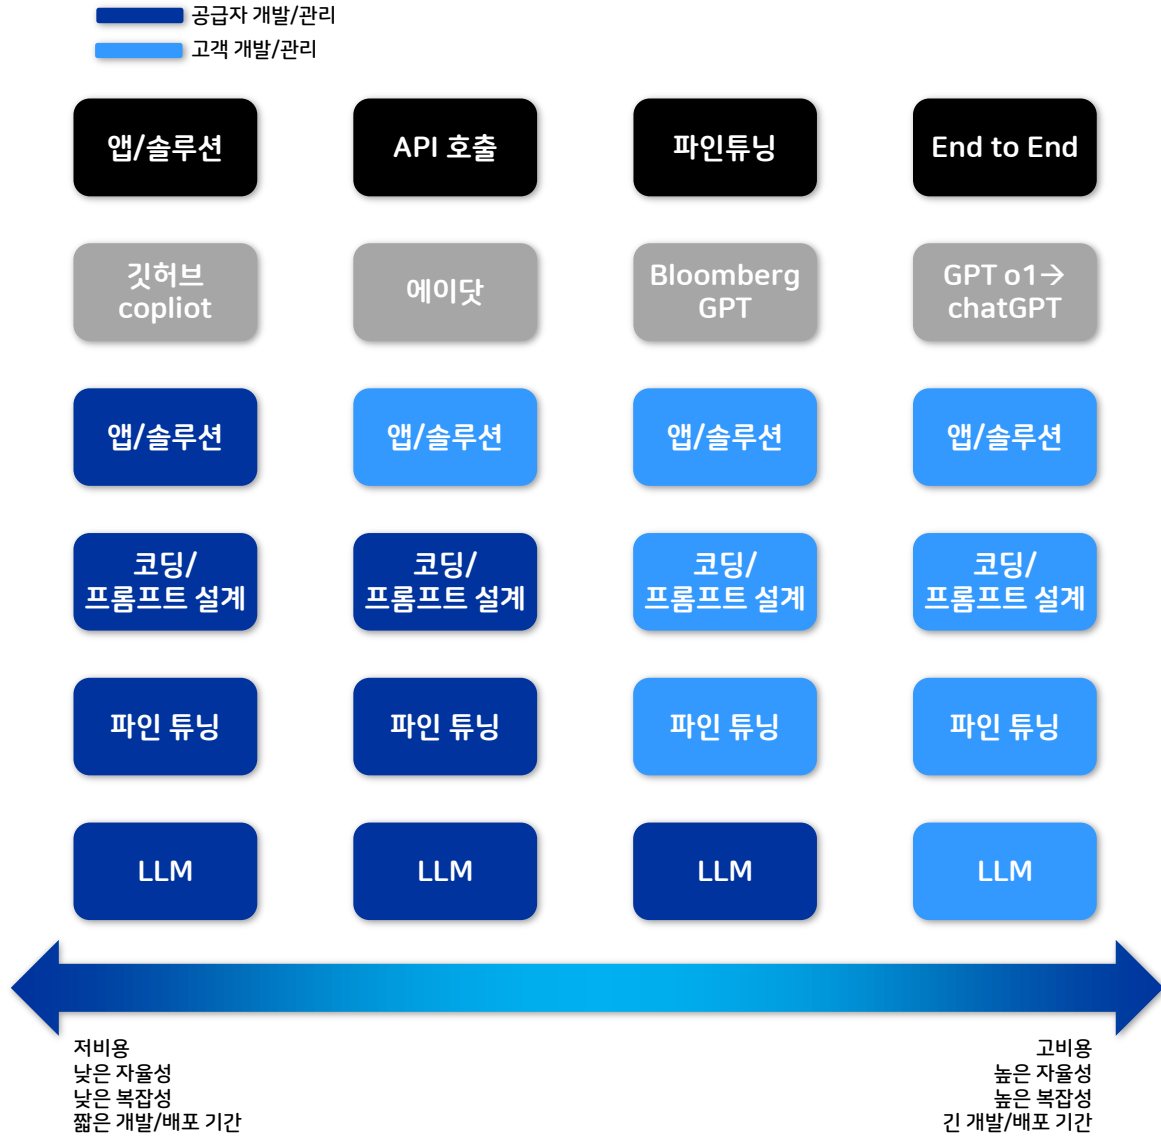 공급자 개발/관리
고객 개발/관리
앱/솔루션
API 호출
파인튜닝
End to End
깃허브
copliot
에이닷
Bloomberg
GPT
GPT o1→
chatGPT
앱/솔루션
앱/솔루션
앱/솔루션
앱/솔루션
코딩/
프롬프트 설계
코딩/
프롬프트 설계
코딩/
프롬프트 설계
코딩/
프롬프트 설계
파인 튜닝
파인 튜닝
파인 튜닝
파인 튜닝
LLM
LLM
LLM
LLM
저비용
낮은 자율성
낮은 복잡성
짧은 개발/배포 기간
고비용
높은 자율성
높은 복잡성
긴 개발/배포 기간